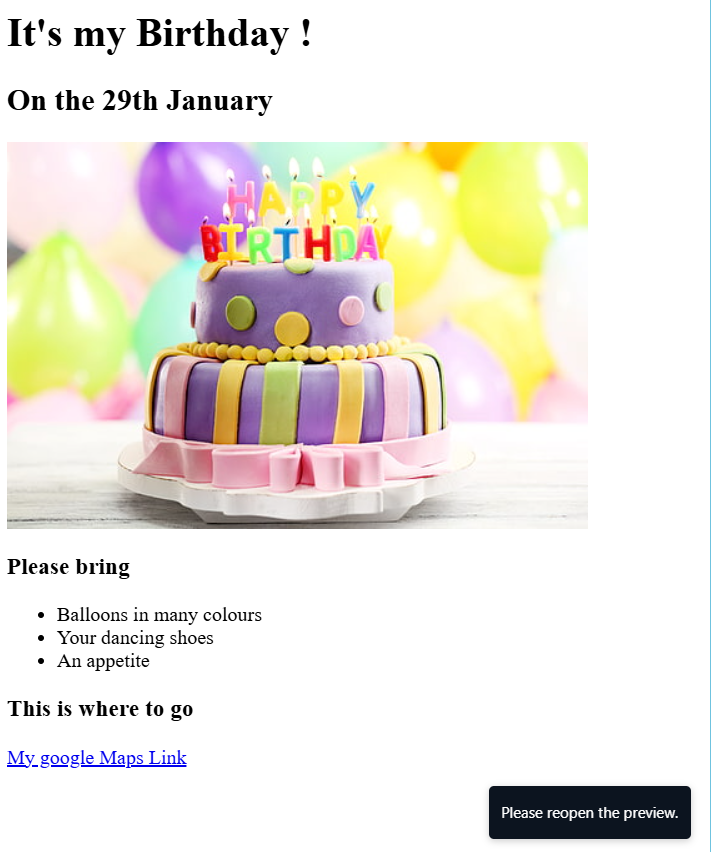 It's my Birthday !
On the 29th January
HAPPY
BIRTHDAY
Please bring
Balloons in many colours
Your dancing shoes
An appetite
This is where to go
My google Maps Link
Please reopen the preview.